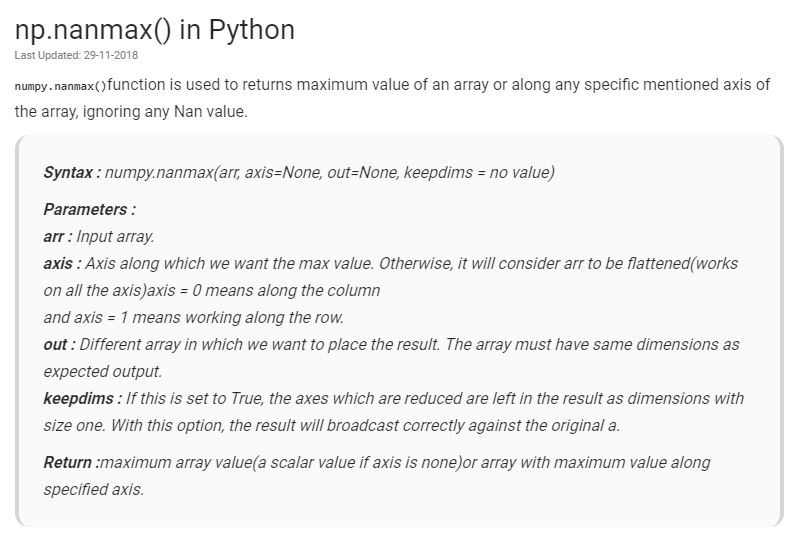 np.nanmax() in Python
Last Updated: 29-11-2018
numpy.nanmax()function is used to returns maximum value of an array or along any specific mentioned axis of
the array, ignoring any Nan value.
Syntax : numpy.nanmax(arr, axis=None, out=None, keepdims = no value)
Parameters :
arr : Input array.
axis : Axis along which we want the max value. Otherwise, it will consider arr to be flattened(works
on all the axis)axis = 0 means along the column
and axis = 1 means working along the row.
out : Different array in which we want to place the result. The array must have same dimensions as
expected output.
keepdims : If this is set to True, the axes which are reduced are left in the result as dimensions with
size one. With this option, the result will broadcast correctly against the original a.
Return :maximum array value(a scalar value if axis is none)or array with maximum value along
specified axis.